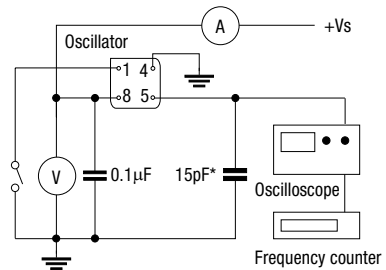 A
+Vs
Oscillator
1 4
8 5
V
0.1μF
15pF*
Oscilloscope
Frequency counter